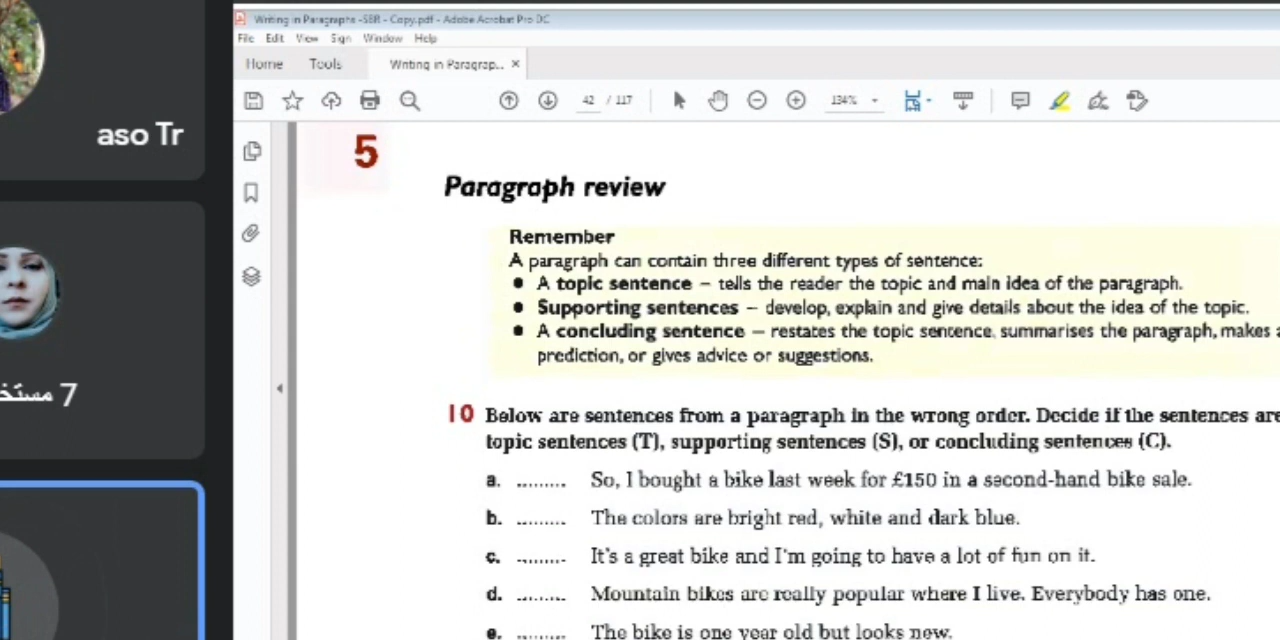 Writing in Paragraphs -SBR - Copy.pdf - Adobe Acrobat Pro DC
File Edit View Sign Window Help
Home Tools Writing in Paragrap... ×
42 / 117 134%
aso Tr
7
5
Paragraph review
Remember
A paragraph can contain three different types of sentence:
● A topic sentence – tells the reader the topic and main idea of the paragraph.
● Supporting sentences – develop, explain and give details about the idea of the topic.
● A concluding sentence – restates the topic sentence, summarises the paragraph, makes a
prediction, or gives advice or suggestions.
10 Below are sentences from a paragraph in the wrong order. Decide if the sentences are
topic sentences (T), supporting sentences (S), or concluding sentences (C).
a. ......... So, I bought a bike last week for £150 in a second-hand bike sale.
b. ......... The colors are bright red, white and dark blue.
c. ......... It's a great bike and I'm going to have a lot of fun on it.
d. ......... Mountain bikes are really popular where I live. Everybody has one.
e. ......... The bike is one year old but looks new.